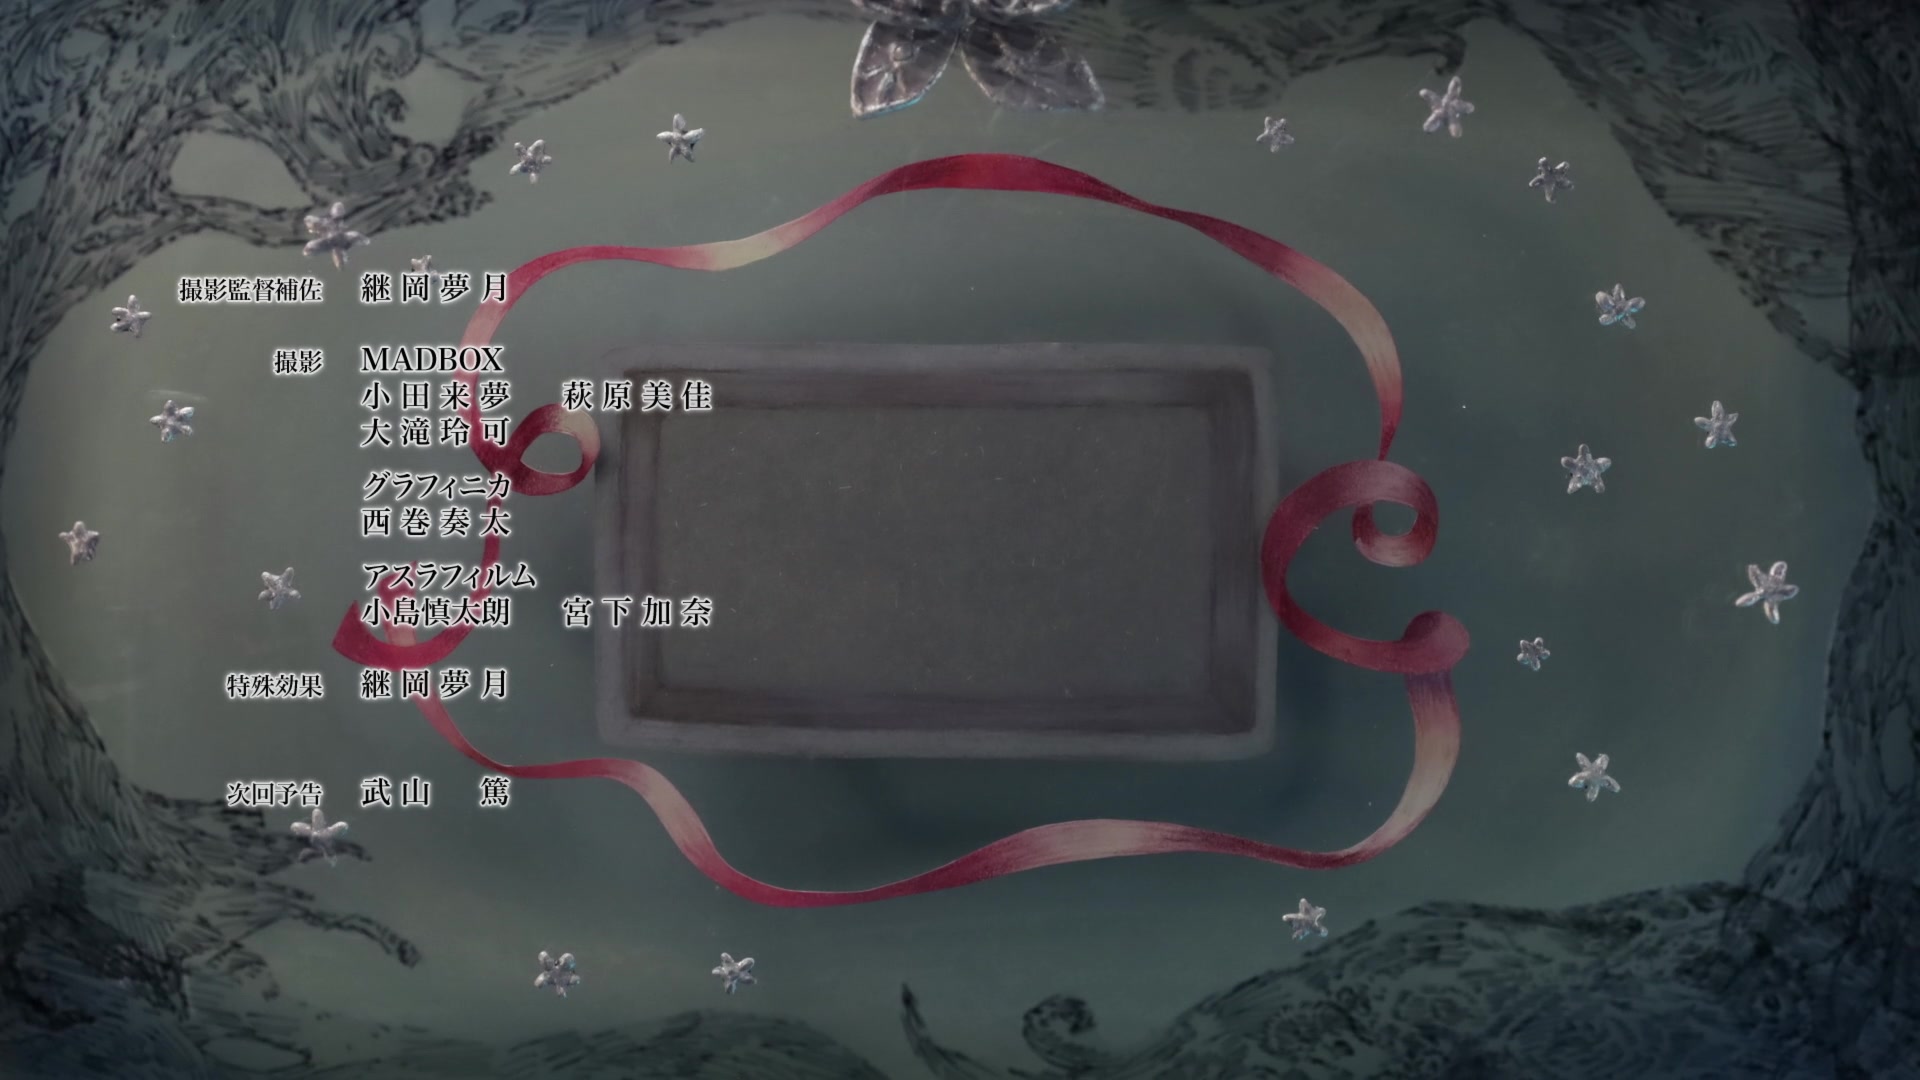 撮影監督補佐 継岡夢月
撮影 MADBOX
小田来夢 萩原美佳
大滝玲可
グラフィニカ
西巻奏太
アスラフィルム
小島慎太朗 宮下加奈
特殊効果 継岡夢月
次回予告 武山 篤